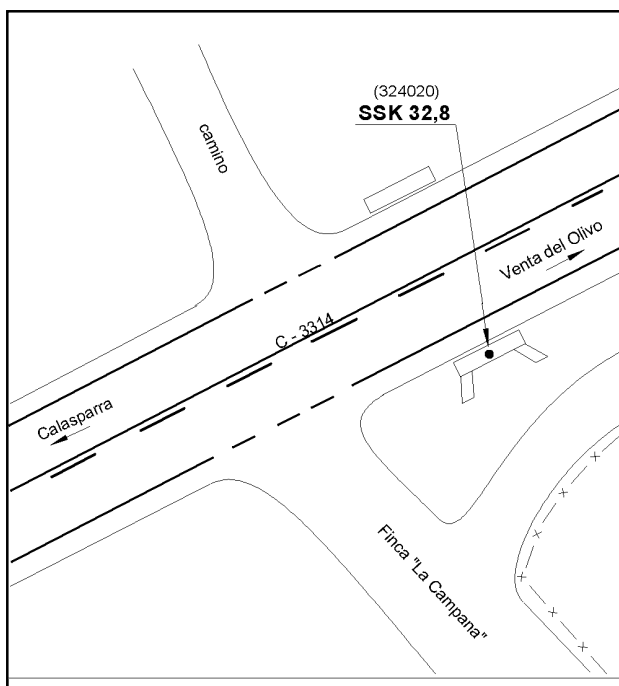 (324020)
SSK 32,8
camino
Venta del Olivo
C - 3314
Calasparra
Finca "La Campana"